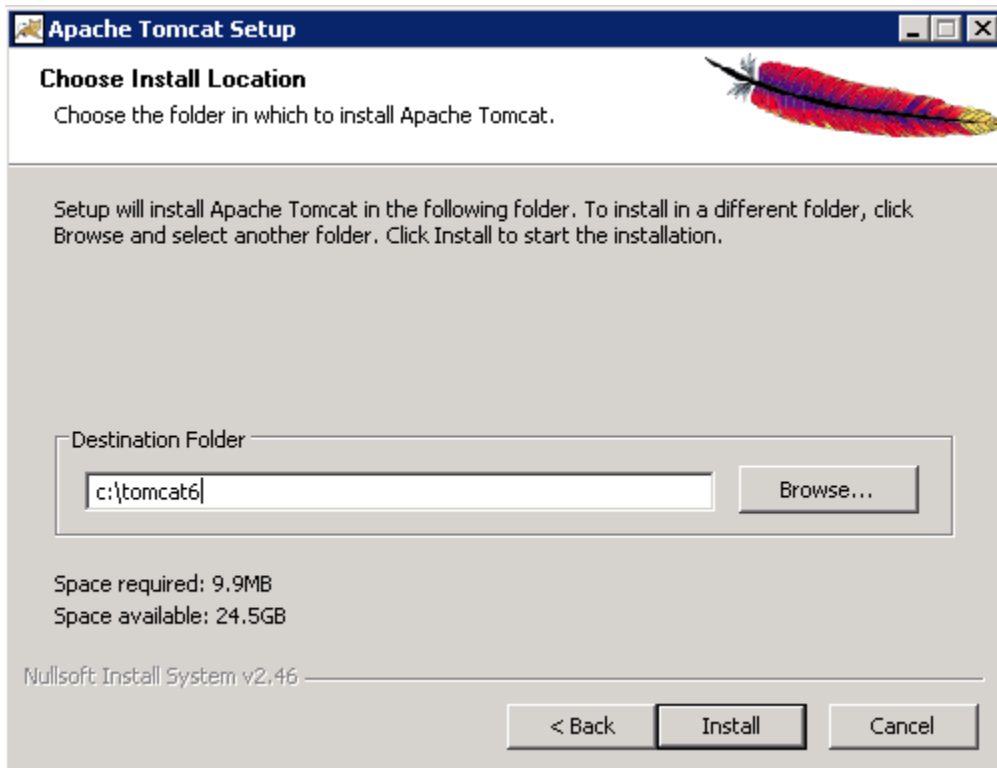 Apache Tomcat Setup
Choose Install Location
Choose the folder in which to install Apache Tomcat.
Setup will install Apache Tomcat in the following folder. To install in a different folder, click
Browse and select another folder. Click Install to start the installation.
Destination Folder
c:\tomcat6
Browse...
Space required: 9.9MB
Space available: 24.5GB
Nullsoft Install System v2.46
< Back
Install
Cancel